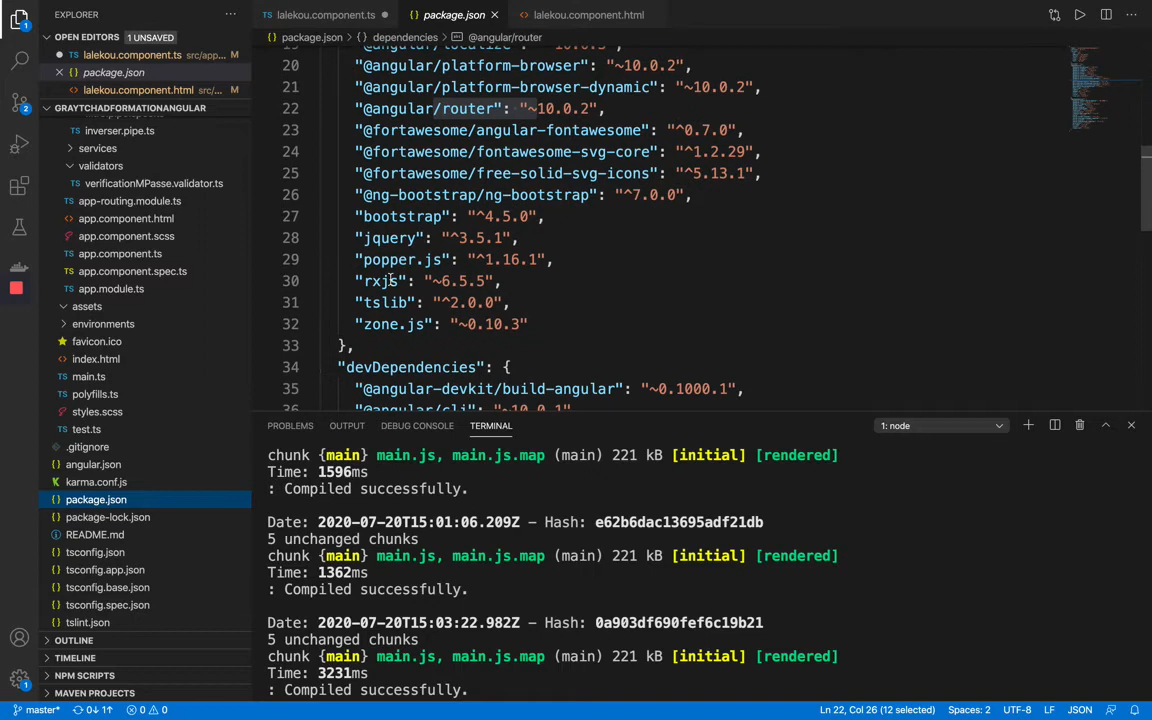 EXPLORER
OPEN EDITORS 1 UNSAVED
lalekou.component.ts src/app... M
package.json
lalekou.component.html src/... M
GRAYTCHADFORMATIONANGULAR
inverser.pipe.ts
services
validators
verificationMPasse.validator.ts
app-routing.module.ts
app.component.html
app.component.scss
app.component.ts
app.component.spec.ts
app.module.ts
assets
environments
favicon.ico
index.html
main.ts
polyfills.ts
styles.scss
test.ts
.gitignore
angular.json
karma.conf.js
package.json
package-lock.json
README.md
tsconfig.json
tsconfig.app.json
tsconfig.base.json
tsconfig.spec.json
tslint.json
OUTLINE
TIMELINE
NPM SCRIPTS
MAVEN PROJECTS
lalekou.component.ts package.json lalekou.component.html
package.json > dependencies > @angular/router
19 "@angular/localize": "~10.0.3",
20 "@angular/platform-browser": "~10.0.2",
21 "@angular/platform-browser-dynamic": "~10.0.2",
22 "@angular/router": "~10.0.2",
23 "@fortawesome/angular-fontawesome": "^0.7.0",
24 "@fortawesome/fontawesome-svg-core": "^1.2.29",
25 "@fortawesome/free-solid-svg-icons": "^5.13.1",
26 "@ng-bootstrap/ng-bootstrap": "^7.0.0",
27 "bootstrap": "^4.5.0",
28 "jquery": "^3.5.1",
29 "popper.js": "^1.16.1",
30 "rxjs": "~6.5.5",
31 "tslib": "^2.0.0",
32 "zone.js": "~0.10.3"
33 },
34 "devDependencies": {
35 "@angular-devkit/build-angular": "~0.1000.1",
36 "@angular/cli": "~10.0.1",
PROBLEMS OUTPUT DEBUG CONSOLE TERMINAL 1: node
chunk {main} main.js, main.js.map (main) 221 kB [initial] [rendered]
Time: 1596ms
: Compiled successfully.
Date: 2020-07-20T15:01:06.209Z - Hash: e62b6dac13695adf21db
5 unchanged chunks
chunk {main} main.js, main.js.map (main) 221 kB [initial] [rendered]
Time: 1362ms
: Compiled successfully.
Date: 2020-07-20T15:03:22.982Z - Hash: 0a903df690fef6c19b21
5 unchanged chunks
chunk {main} main.js, main.js.map (main) 221 kB [initial] [rendered]
Time: 3231ms
: Compiled successfully.
1
2
1
master* 0↓ 1↑ 0 0 Ln 22, Col 26 (12 selected) Spaces: 2 UTF-8 LF JSON